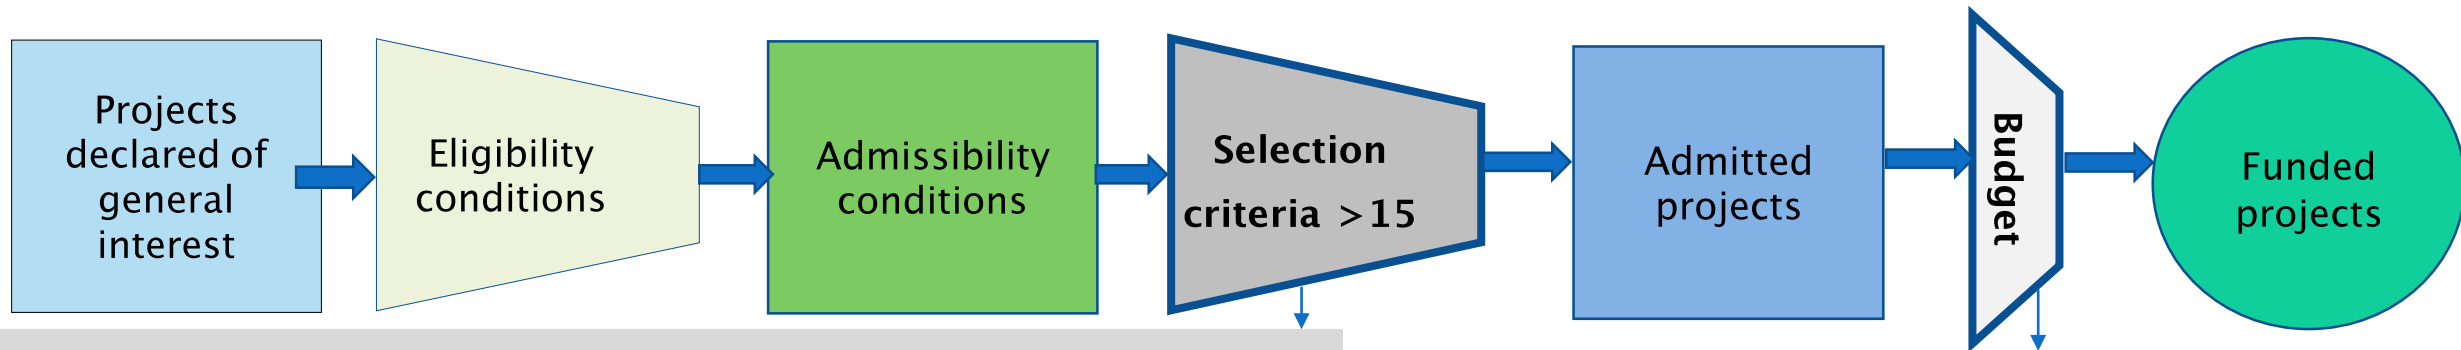 Projects
declared of
general
interest
Eligibility
conditions
Admissibility
conditions
Selection
criteria >15
Admitted
projects
Budget
Funded
projects